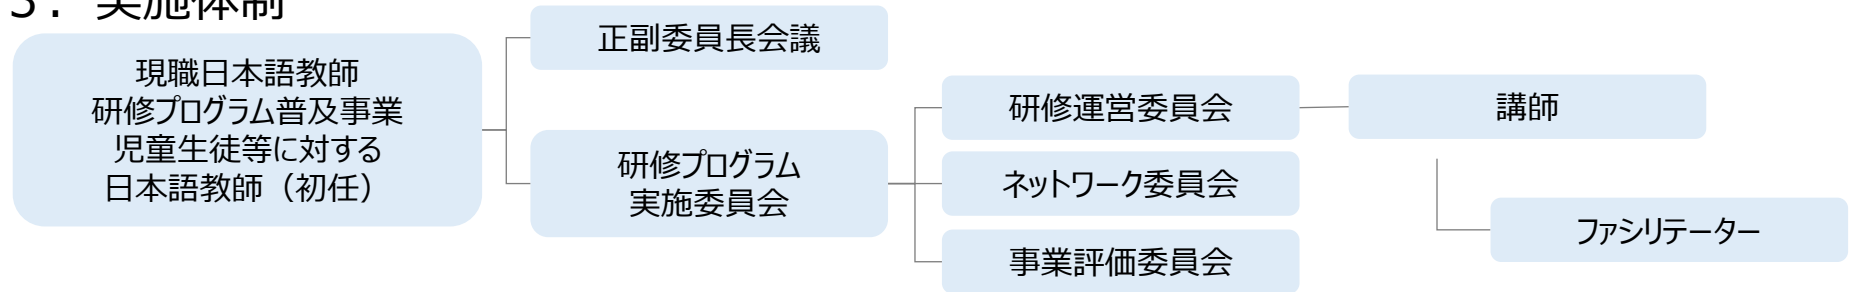 3．実施体制
現職日本語教師
研修プログラム普及事業
児童生徒等に対する
日本語教師（初任）
正副委員長会議
研修プログラム
実施委員会
研修運営委員会
ネットワーク委員会
事業評価委員会
講師
ファシリテーター